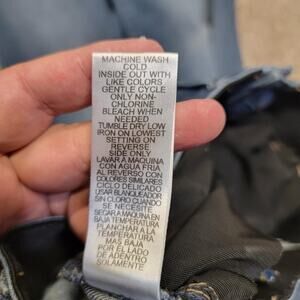 MACHINE WASH
COLD
INSIDE OUT WITH
LIKE COLORS
GENTLE CYCLE
ONLY NON-
CHLORINE
BLEACH WHEN
NEEDED
TUMBLE DRY LOW
IRON ON LOWEST
SETTING ON
REVERSE
SIDE ONLY
LAVAR A MAQUINA
CON AGUA FRIA
AL REVERSO CON
COLORES SIMILARES
CICLO DELICADO
USAR BLANQUEADOR
SIN CLORO CUANDO
SE NECESITE
SECAR A MAQUINA EN
BAJA TEMPERATURA
PLANCHAR A LA
TEMPERATURA
MAS BAJA
POR EL LADO
DE ADENTRO
SOLAMENTE